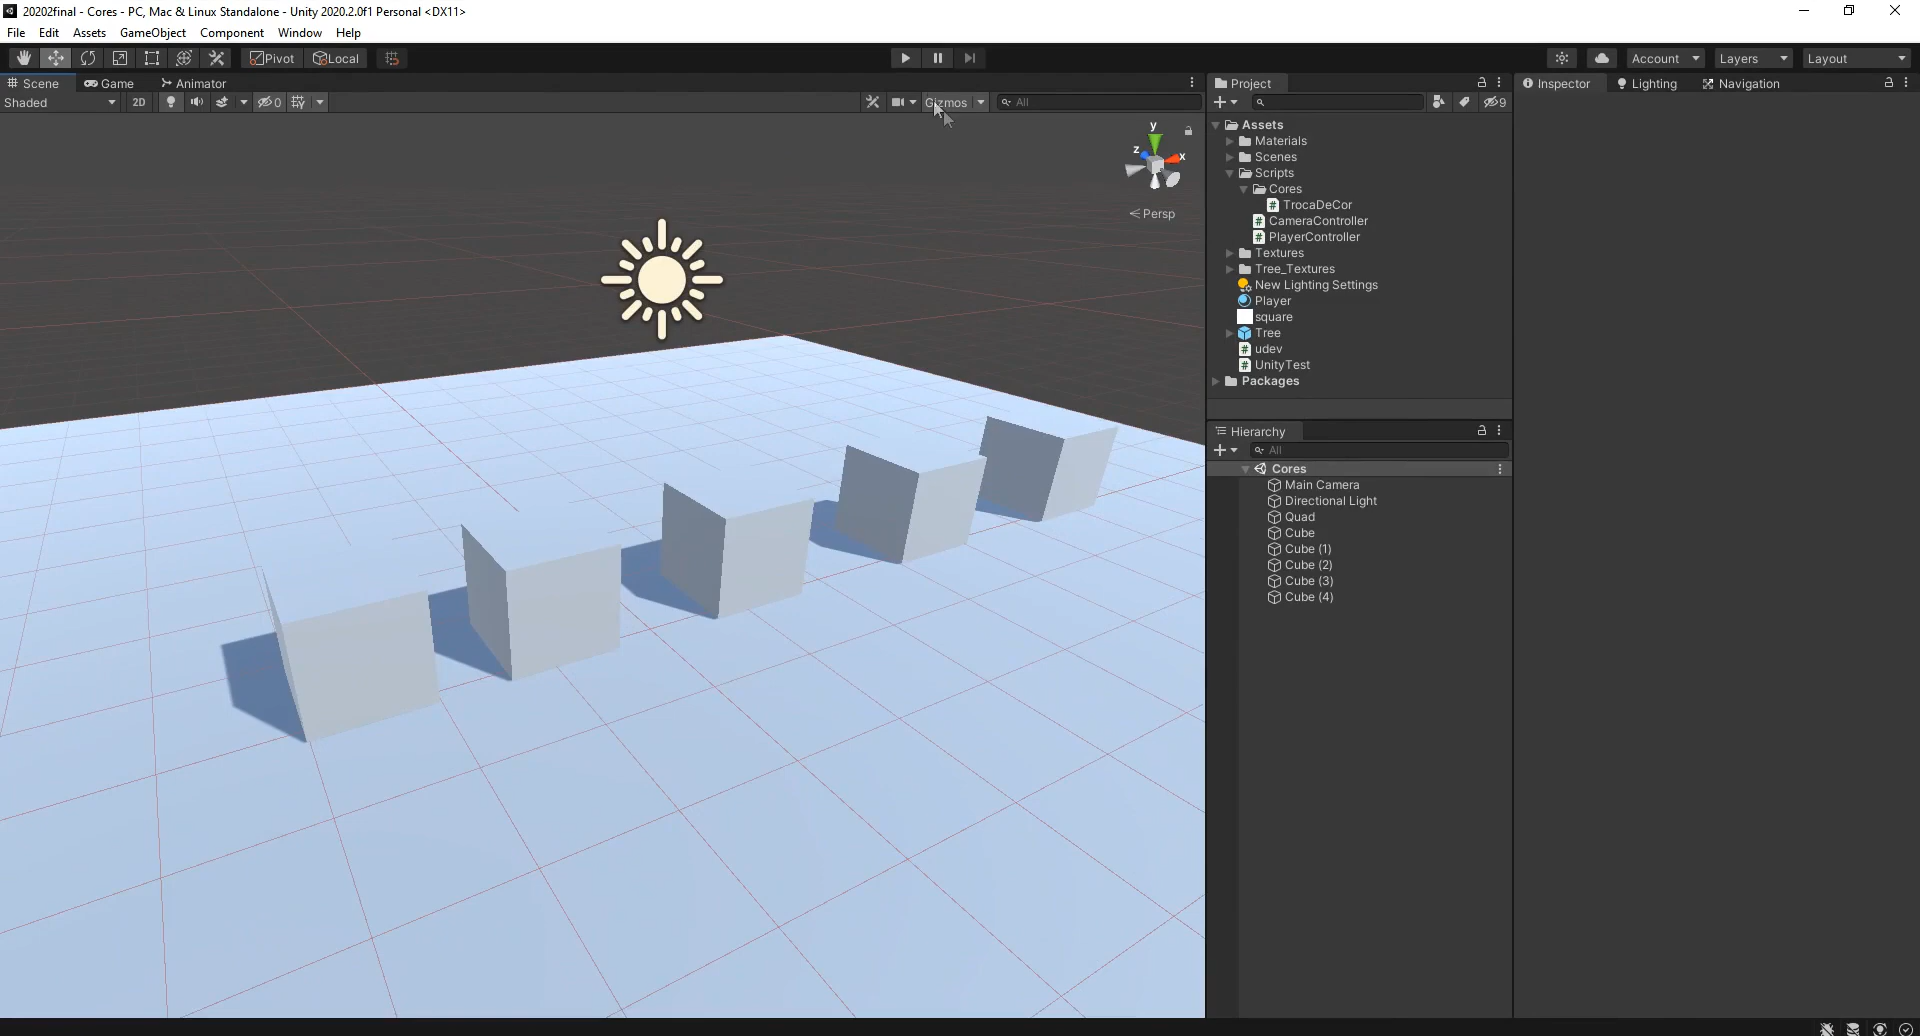 20202final - Cores - PC, Mac & Linux Standalone - Unity 2020.2.0f1 Personal <DX11>
File Edit Assets GameObject Component Window Help
Pivot Local Account Layers Layout
Scene Game Animator
Shaded 2D 0 Gizmos All
y
z
x
Persp
Project
9
Assets
Materials
Scenes
Scripts
Cores
TrocaDeCor
CameraController
PlayerController
Textures
Tree_Textures
New Lighting Settings
Player
square
Tree
udev
UnityTest
Packages
Hierarchy
All
Cores
Main Camera
Directional Light
Quad
Cube
Cube (1)
Cube (2)
Cube (3)
Cube (4)
Inspector Lighting Navigation